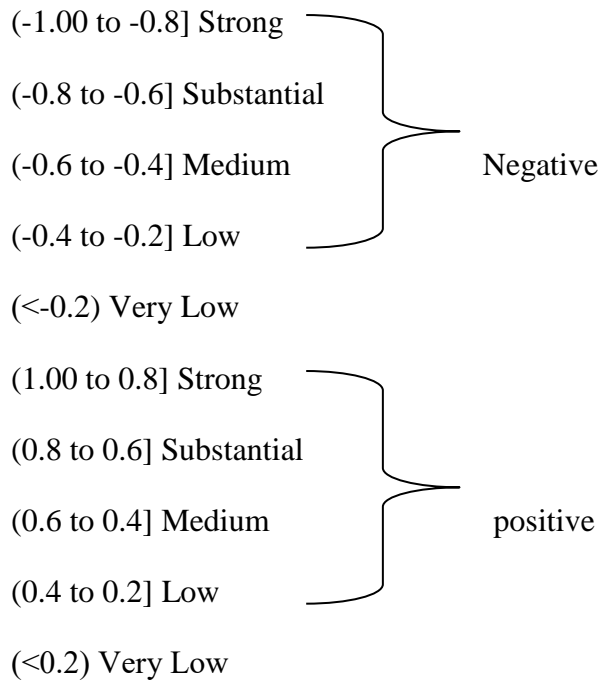 (-1.00 to -0.8] Strong
(-0.8 to -0.6] Substantial
(-0.6 to -0.4] Medium
Negative
(-0.4 to -0.2] Low
(<-0.2) Very Low
(1.00 to 0.8] Strong
(0.8 to 0.6] Substantial
(0.6 to 0.4] Medium
positive
(0.4 to 0.2] Low
(<0.2) Very Low